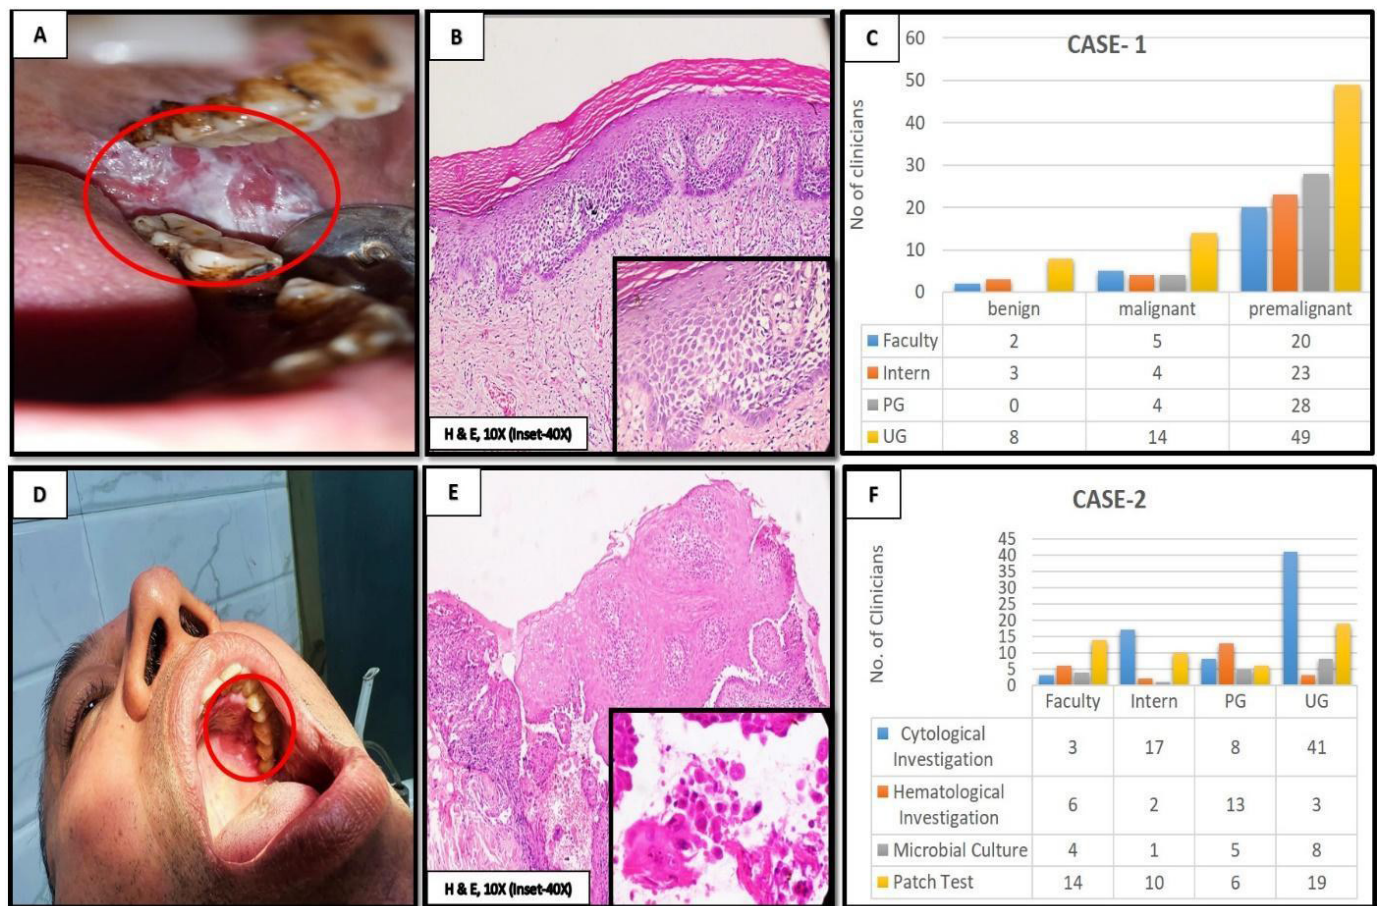 A
B
H & E, 10X (Inset-40X)
C
CASE- 1
No of clinicians
60
50
40
30
20
10
0
benign malignant premalignant
Faculty 2 5 20
Intern 3 4 23
PG 0 4 28
UG 8 14 49
D
E
H & E, 10X (Inset-40X)
F
CASE-2
No. of Clinicians
45
40
35
30
25
20
15
10
5
0
Faculty Intern PG UG
Cytological
Investigation 3 17 8 41
Hematological
Investigation 6 2 13 3
Microbial Culture 4 1 5 8
Patch Test 14 10 6 19